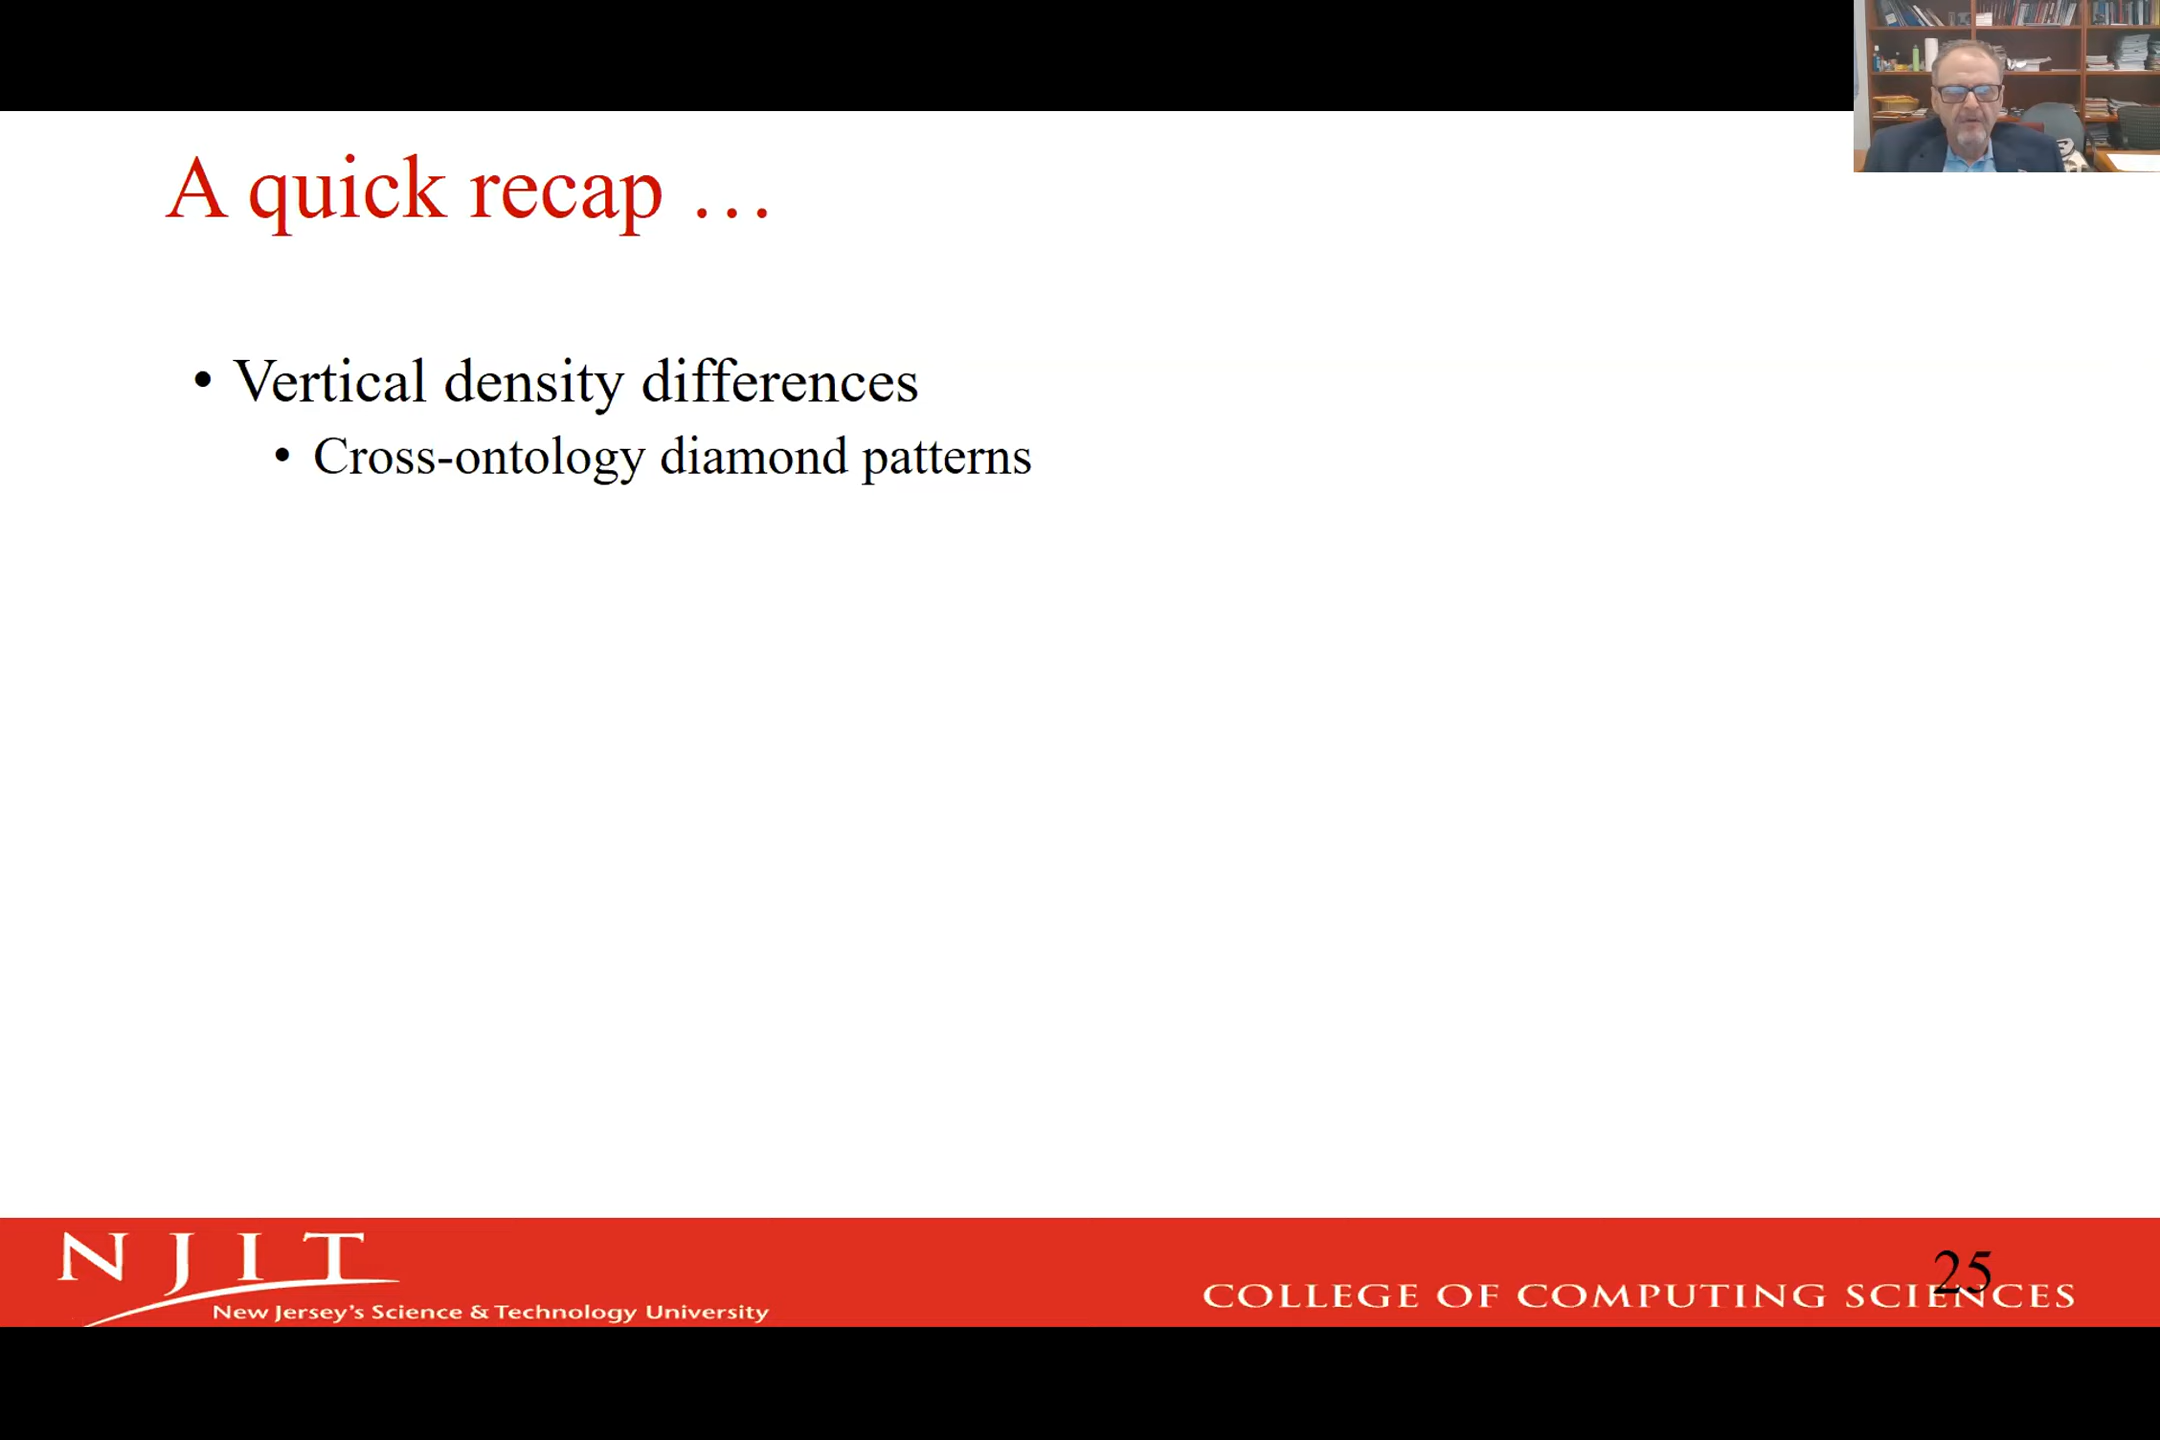 A quick recap …
• Vertical density differences
• Cross-ontology diamond patterns
NJIT
New Jersey's Science & Technology University
25
COLLEGE OF COMPUTING SCIENCES